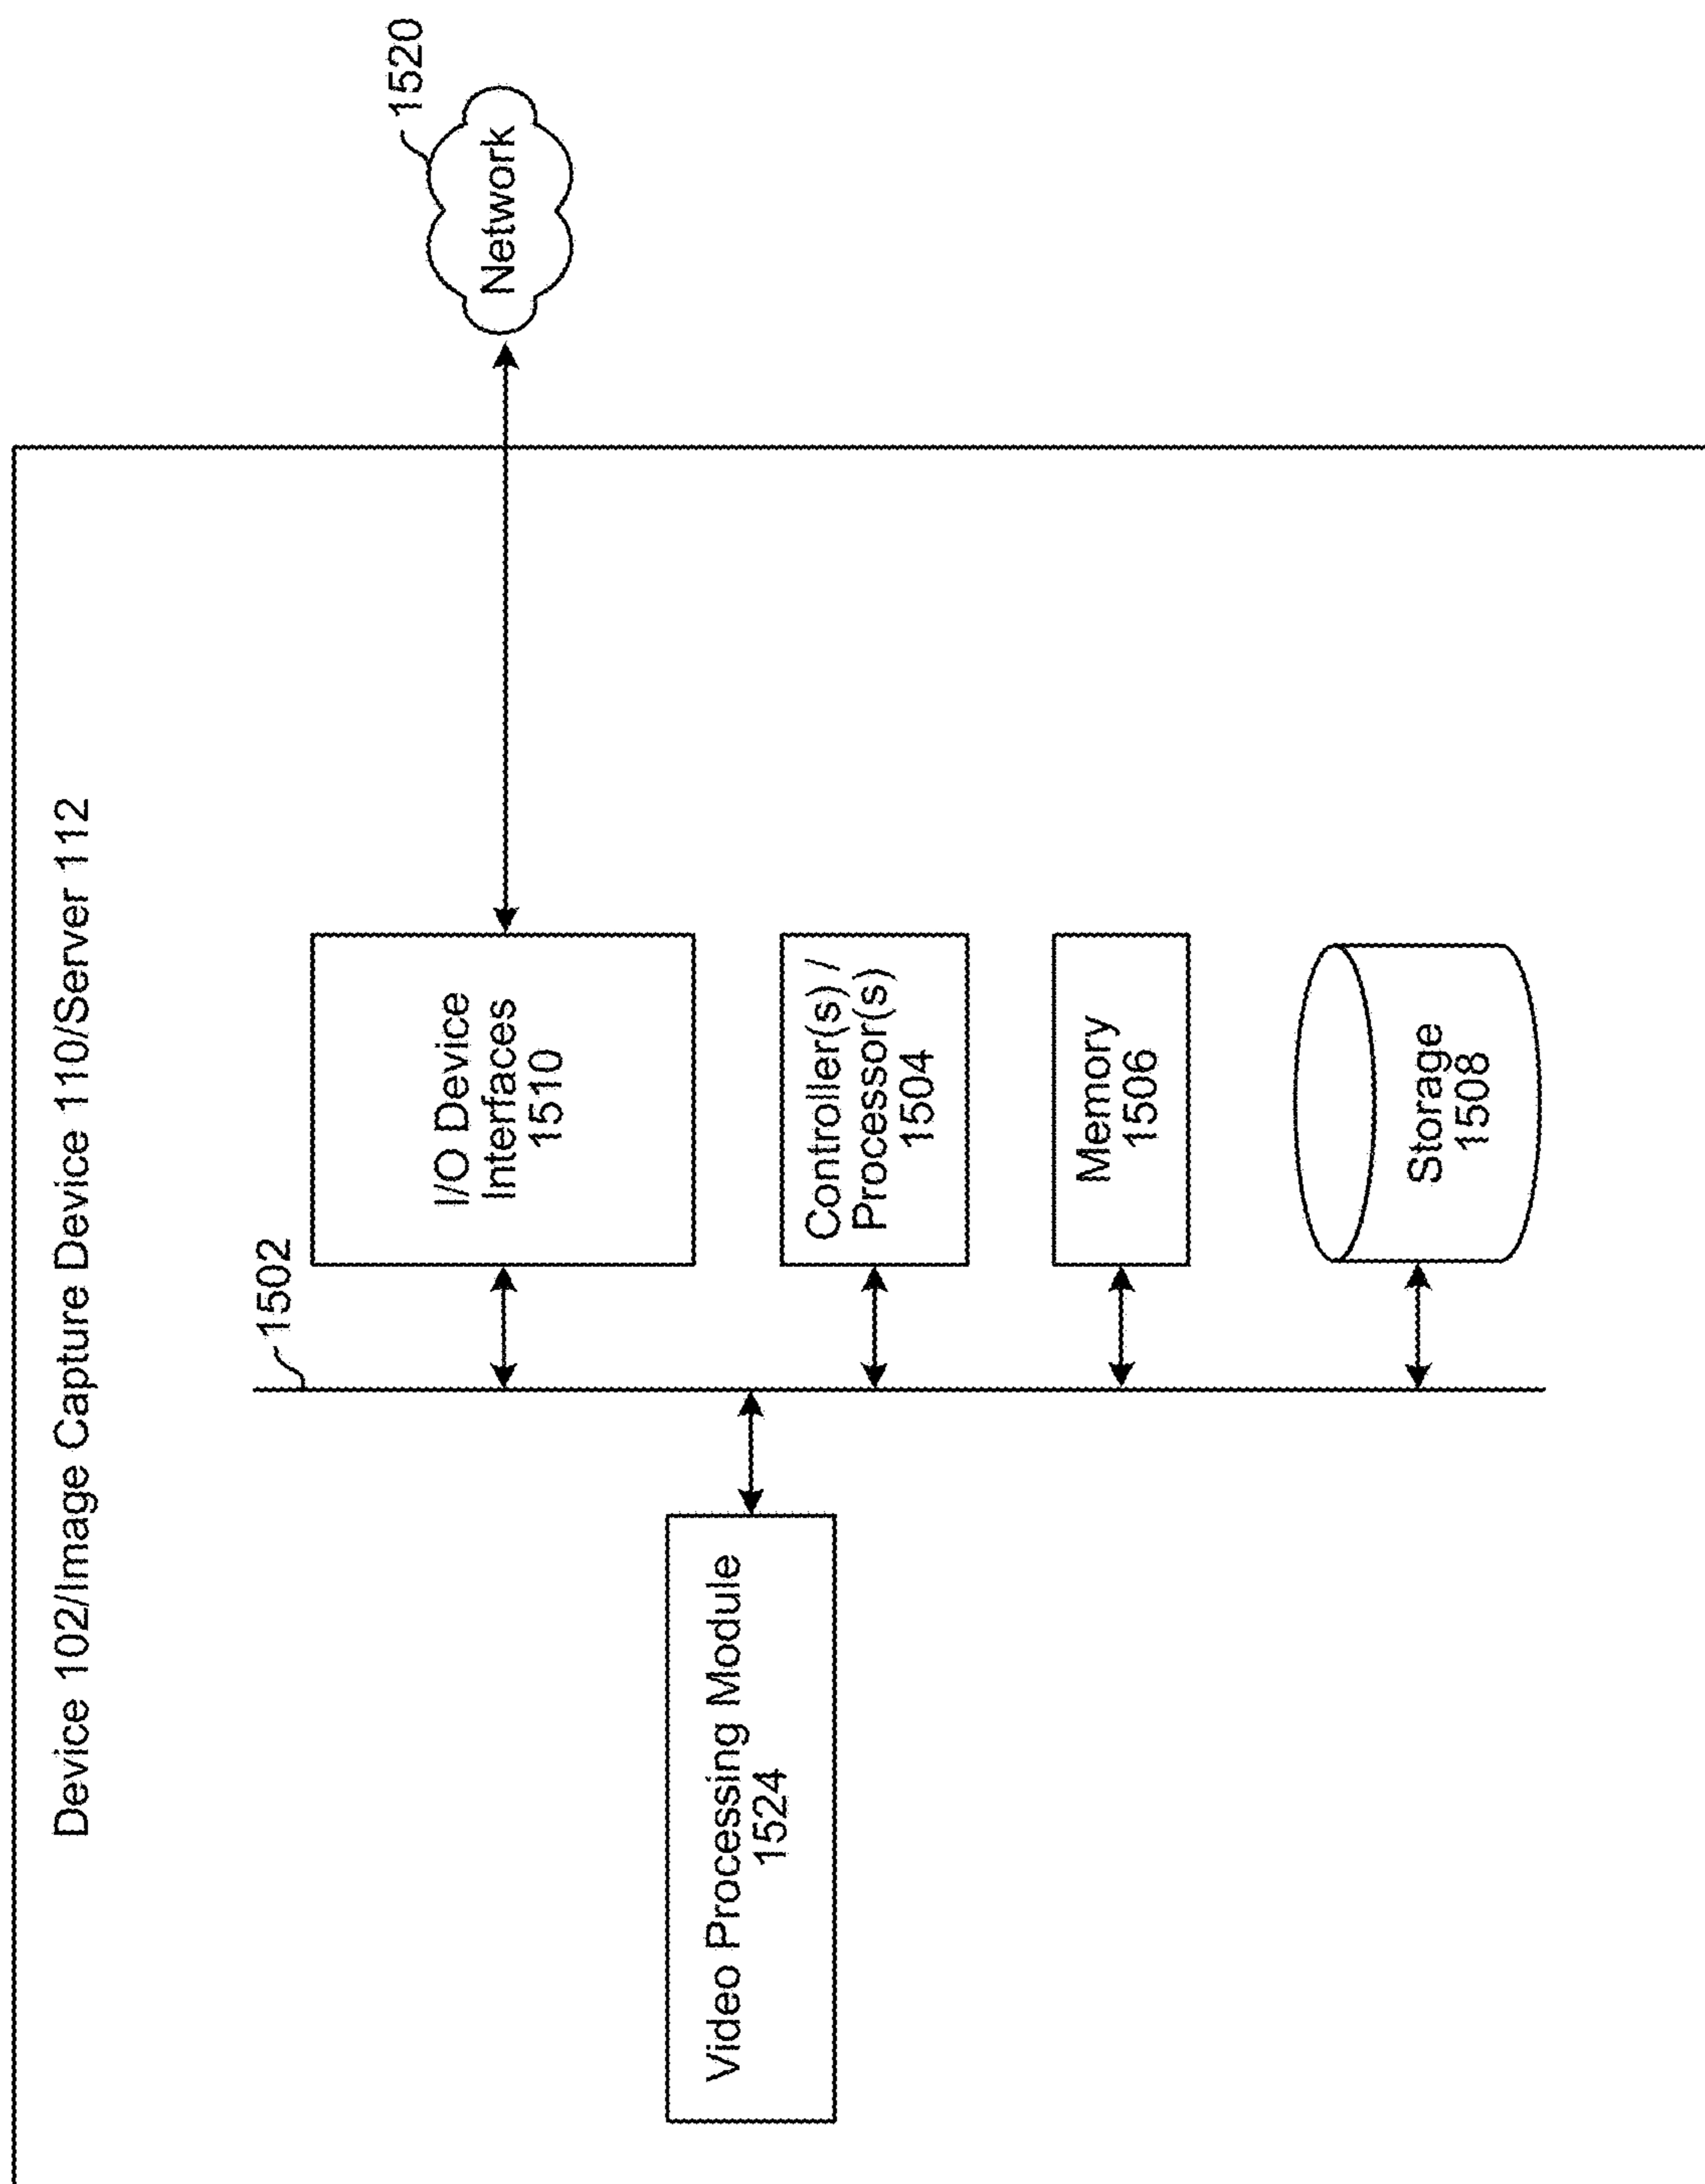 Device 102/Image Capture Device 110/Server 112
1502
I/O Device
Interfaces
1510
1520
Network
Video Processing Module
1524
Controller(s) /
Processor(s)
1504
Memory
1506
Storage
1508